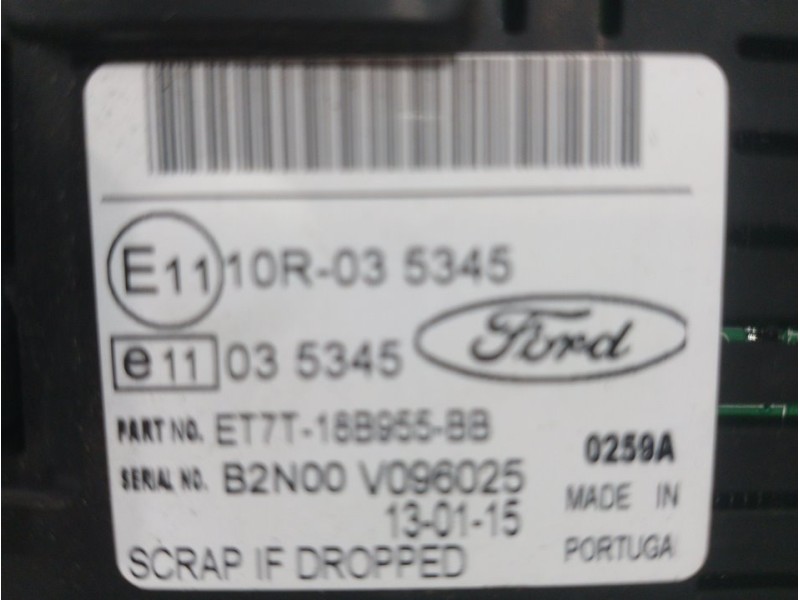 E11 10R-03 5345
e11 03 5345
Ford
PART NO. ET7T-18B955-BB
SERIAL NO. B2N00 V096025
0259A
13-01-15
MADE IN
PORTUGA
SCRAP IF DROPPED